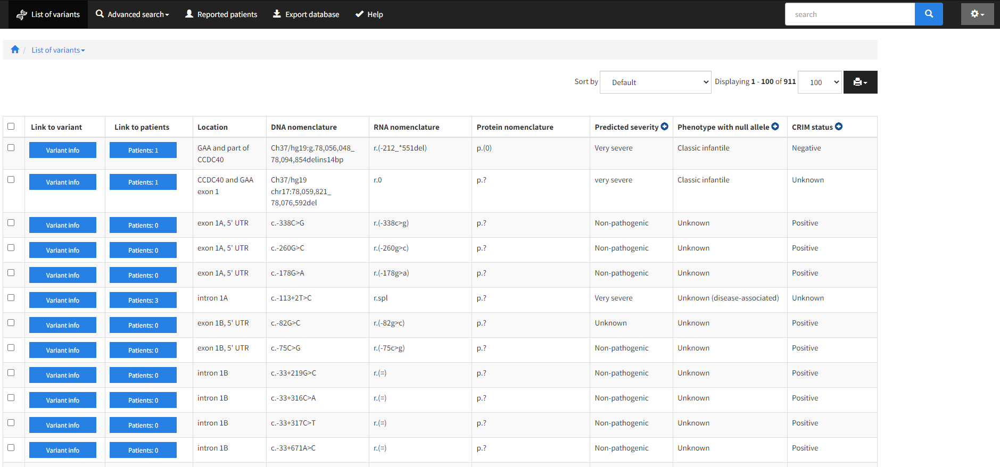 List of variants Advanced search Reported patients Export database Help search
List of variants
Sort by Default Displaying 1 - 100 of 911 100
Link to variant Link to patients Location DNA nomenclature RNA nomenclature Protein nomenclature Predicted severity Phenotype with null allele CRIM status
Variant info Patients: 1 GAA and part of Ch37/hg19:g.78,056,048_ r.(-212_*551del) p.(0) Very severe Classic infantile Negative
CCDC40 78,094,854delins14bp
Variant info Patients: 1 CCDC40 and GAA Ch37/hg19 r.0 p.? very severe Classic infantile Unknown
exon 1 chr17:78,059,821_
78,076,592del
Variant info Patients: 0 exon 1A, 5' UTR c.-338C>G r.(-338c>g) p.? Non-pathogenic Unknown Positive
Variant info Patients: 0 exon 1A, 5' UTR c.-260G>C r.(-260g>c) p.? Non-pathogenic Unknown Positive
Variant info Patients: 0 exon 1A, 5' UTR c.-178G>A r.(-178g>a) p.? Non-pathogenic Unknown Positive
Variant info Patients: 3 intron 1A c.-113+2T>C r.spl p.? Very severe Unknown (disease-associated) Unknown
Variant info Patients: 0 exon 1B, 5' UTR c.-82G>C r.(-82g>c) p.? Unknown Unknown Positive
Variant info Patients: 0 exon 1B, 5' UTR c.-75C>G r.(-75c>g) p.? Non-pathogenic Unknown Positive
Variant info Patients: 0 intron 1B c.-33+219G>C r.(=) p.? Non-pathogenic Unknown Positive
Variant info Patients: 0 intron 1B c.-33+316C>A r.(=) p.? Non-pathogenic Unknown Positive
Variant info Patients: 0 intron 1B c.-33+317C>T r.(=) p.? Non-pathogenic Unknown Positive
Variant info Patients: 0 intron 1B c.-33+671A>C r.(=) p.? Non-pathogenic Unknown Positive